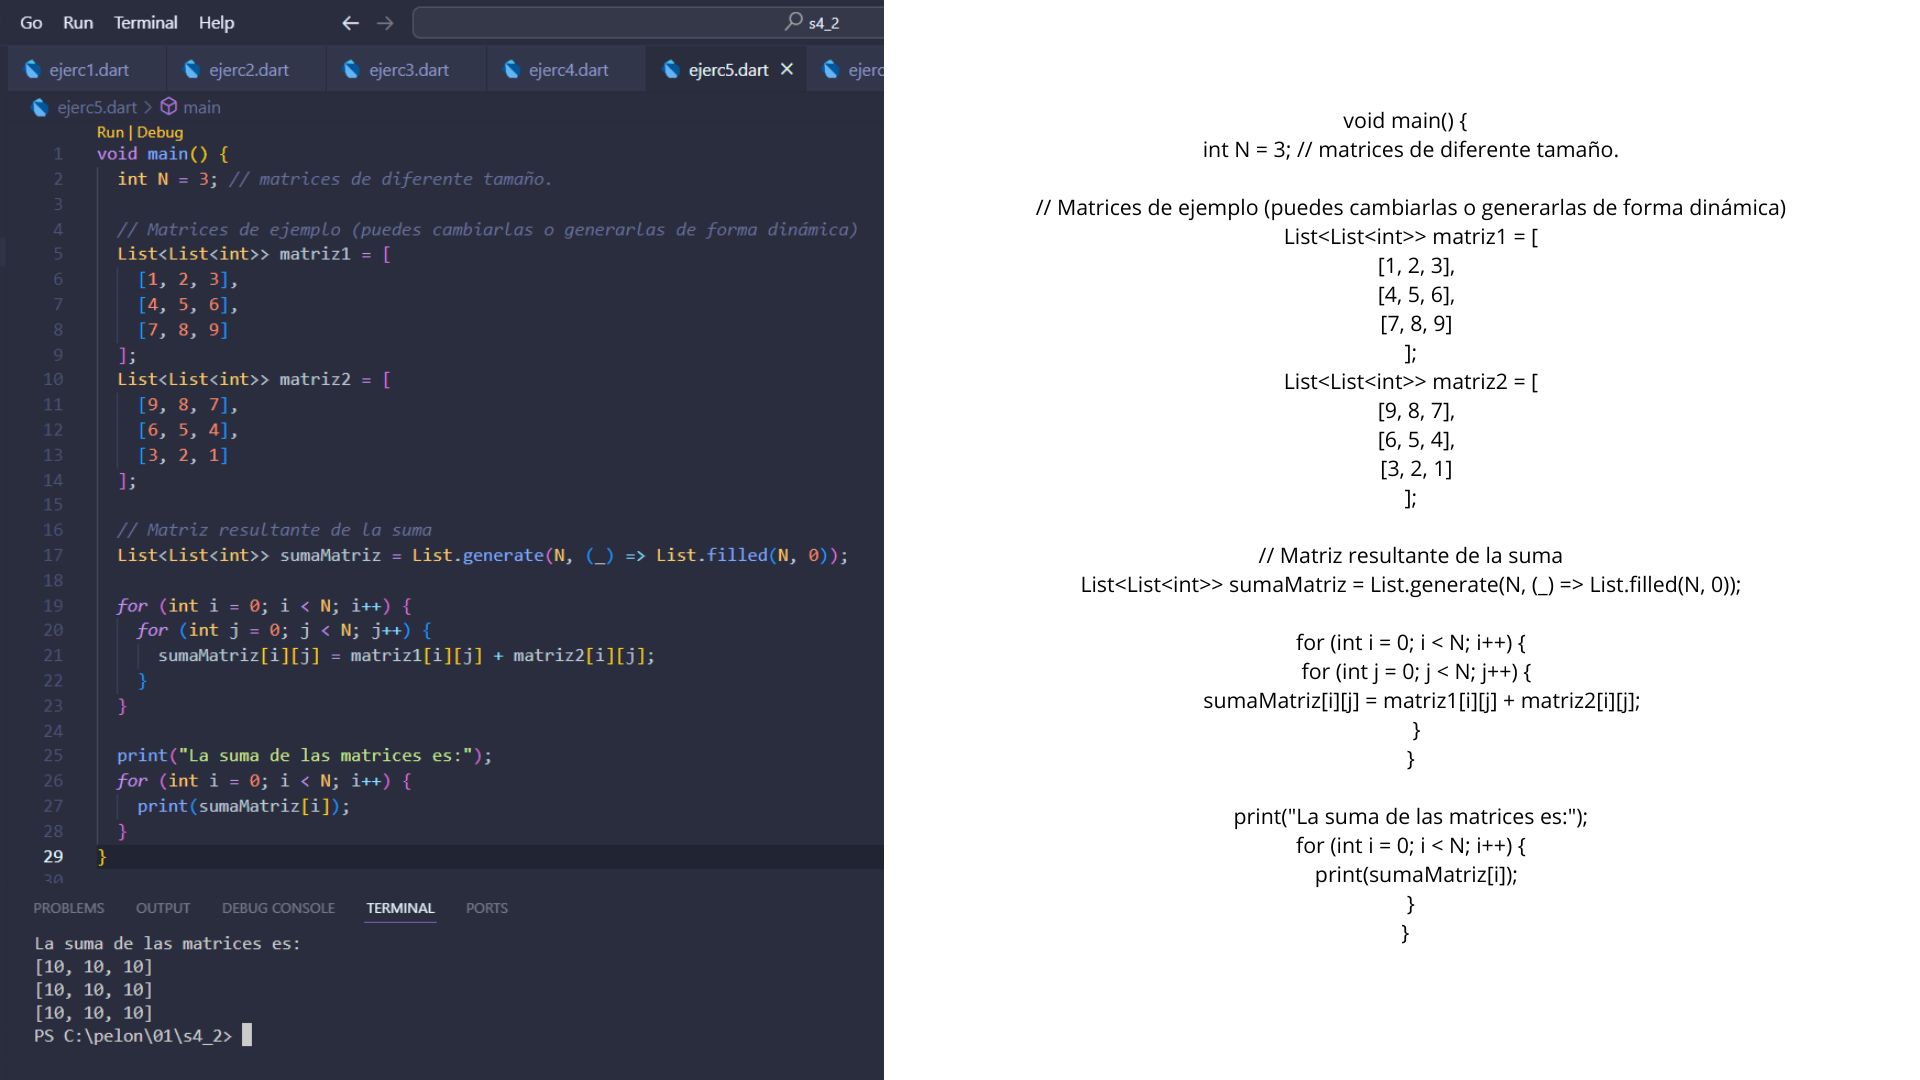 Go Run Terminal Help s4_2
ejerc1.dart ejerc2.dart ejerc3.dart ejerc4.dart ejerc5.dart
ejerc5.dart > main
Run | Debug
1 void main() {
2 int N = 3; // matrices de diferente tamaño.
3
4 // Matrices de ejemplo (puedes cambiarlas o generarlas de forma dinámica)
5 List<List<int>> matriz1 = [
6 [1, 2, 3],
7 [4, 5, 6],
8 [7, 8, 9]
9 ];
10 List<List<int>> matriz2 = [
11 [9, 8, 7],
12 [6, 5, 4],
13 [3, 2, 1]
14 ];
15
16 // Matriz resultante de la suma
17 List<List<int>> sumaMatriz = List.generate(N, (_) => List.filled(N, 0));
18
19 for (int i = 0; i < N; i++) {
20 for (int j = 0; j < N; j++) {
21 sumaMatriz[i][j] = matriz1[i][j] + matriz2[i][j];
22 }
23 }
24
25 print("La suma de las matrices es:");
26 for (int i = 0; i < N; i++) {
27 print(sumaMatriz[i]);
28 }
29 }
30
PROBLEMS OUTPUT DEBUG CONSOLE TERMINAL PORTS
La suma de las matrices es:
[10, 10, 10]
[10, 10, 10]
[10, 10, 10]
PS C:\pelon\01\s4_2>
void main() {
int N = 3; // matrices de diferente tamaño.
// Matrices de ejemplo (puedes cambiarlas o generarlas de forma dinámica)
List<List<int>> matriz1 = [
[1, 2, 3],
[4, 5, 6],
[7, 8, 9]
];
List<List<int>> matriz2 = [
[9, 8, 7],
[6, 5, 4],
[3, 2, 1]
];
// Matriz resultante de la suma
List<List<int>> sumaMatriz = List.generate(N, (_) => List.filled(N, 0));
for (int i = 0; i < N; i++) {
for (int j = 0; j < N; j++) {
sumaMatriz[i][j] = matriz1[i][j] + matriz2[i][j];
}
}
print("La suma de las matrices es:");
for (int i = 0; i < N; i++) {
print(sumaMatriz[i]);
}
}